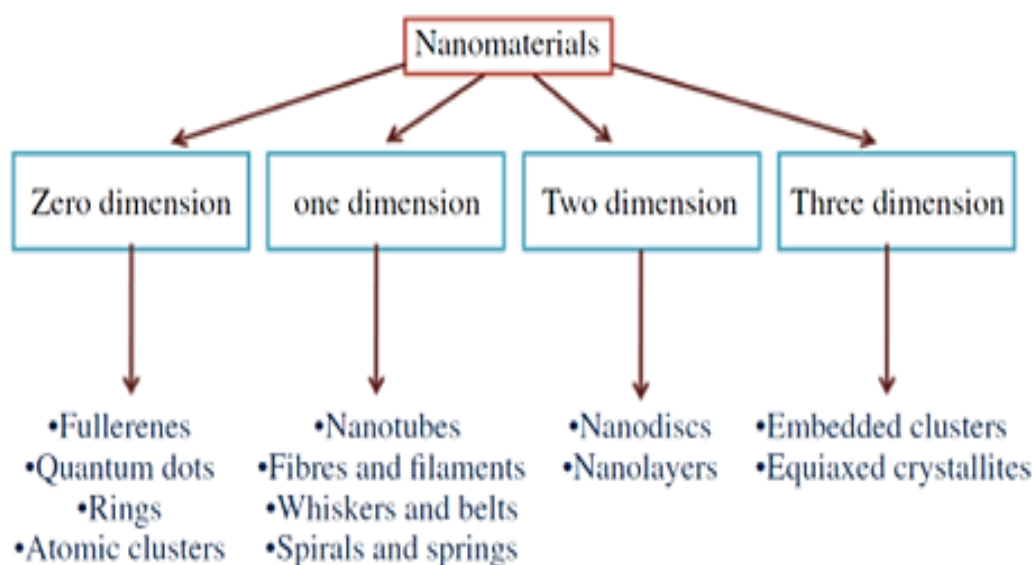 Nanomaterials
Zero dimension
one dimension
Two dimension
Three dimension
•Fullerenes
•Quantum dots
•Rings
•Atomic clusters
•Nanotubes
•Fibres and filaments
•Whiskers and belts
•Spirals and springs
•Nanodiscs
•Nanolayers
•Embedded clusters
•Equiaxed crystallites